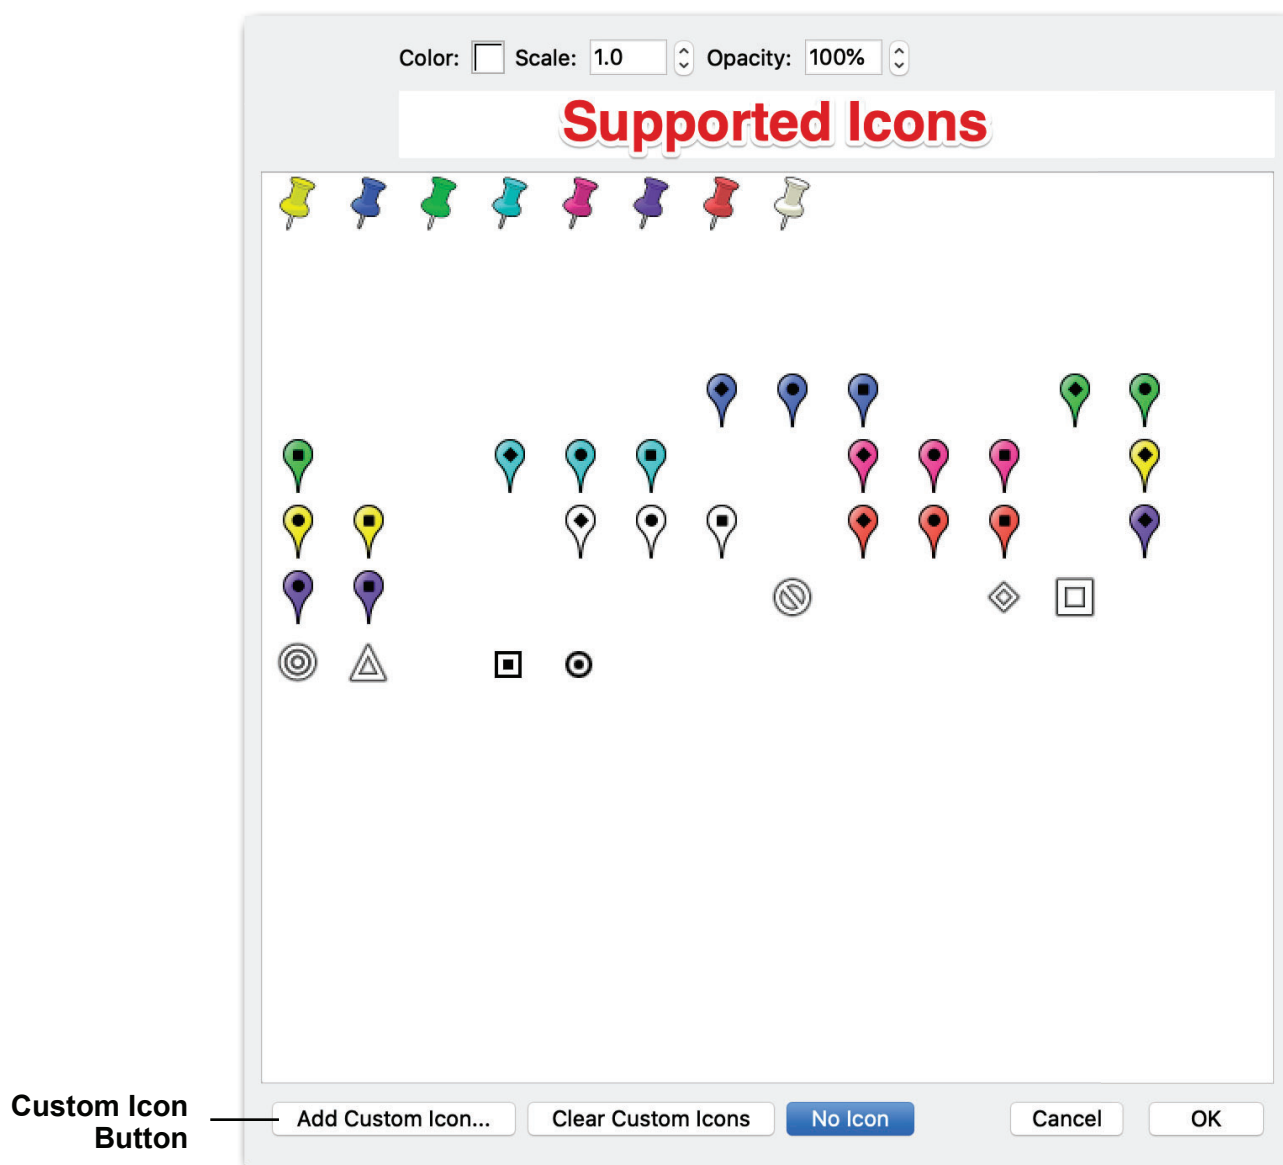 Color: Scale: 1.0 Opacity: 100%
Supported Icons
Custom Icon
Button
Add Custom Icon... Clear Custom Icons No Icon Cancel OK